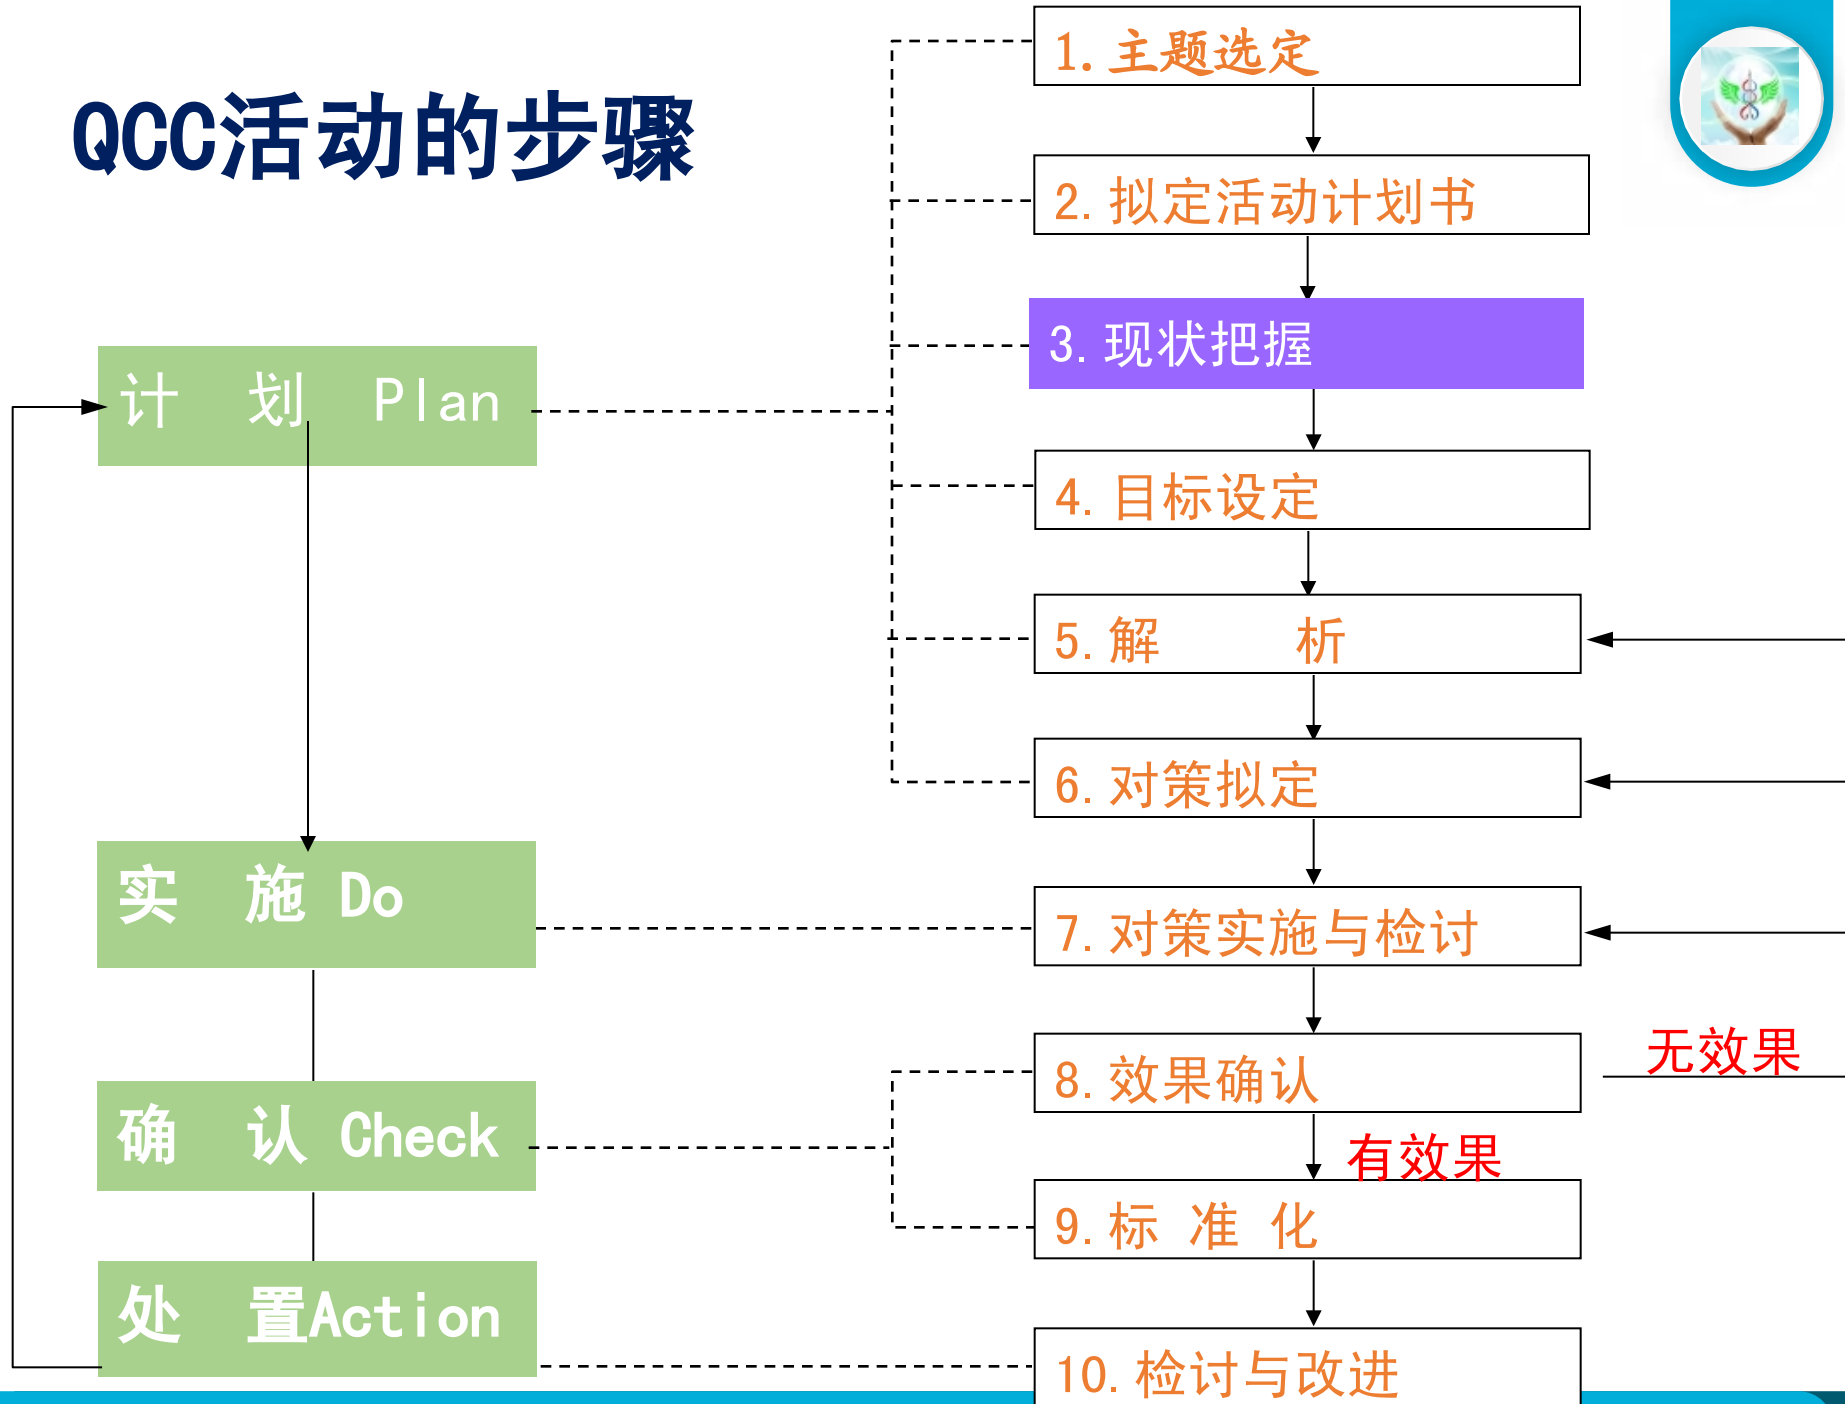 QCC活动的步骤
1.主题选定
2.拟定活动计划书
3.现状把握
计 划 Plan
4.目标设定
5.解 析
6.对策拟定
实 施 Do
7.对策实施与检讨
无效果
8.效果确认
确 认 Check
有效果
9.标 准 化
处 置Action
10.检讨与改进